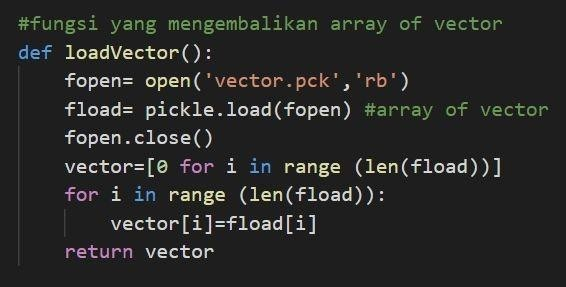 #fungsi yang mengembalikan array of vector
def loadVector():
    fopen= open('vector.pck','rb')
    fload= pickle.load(fopen) #array of vector
    fopen.close()
    vector=[0 for i in range (len(fload))]
    for i in range (len(fload)):
        vector[i]=fload[i]
    return vector